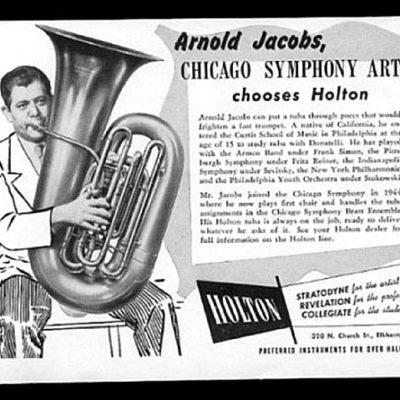 Arnold Jacobs,
CHICAGO SYMPHONY ART
chooses Holton
Arnold Jacobs can put a tuba through paces that would
frighten a fast trumpet. A native of California, he en-
tered the Curtis School of Music in Philadelphia at the
age of 15 to study tuba with Donatelli. He has played
with the Armco Band under Frank Simon, the Pitts-
burgh Symphony under Fritz Reiner, the Indianapolis
Symphony under Sevitsky, the New York Philharmonic
and the Philadelphia Youth Orchestra under Stokowski
Mr. Jacobs joined the Chicago Symphony in 1944
where he now plays first chair and handles the tuba
assignments in the Chicago Symphony Brass Ensemble
His Holton tuba is always on the job, ready to deliver
whatever he asks of it. See your Holton dealer fo
full information on the Holton line.
HOLTON
STRATODYNE for the artist
REVELATION for the profe
COLLEGIATE for the stude
320 N. Church St., Elkhorn
PREFERRED INSTRUMENTS FOR OVER HAL